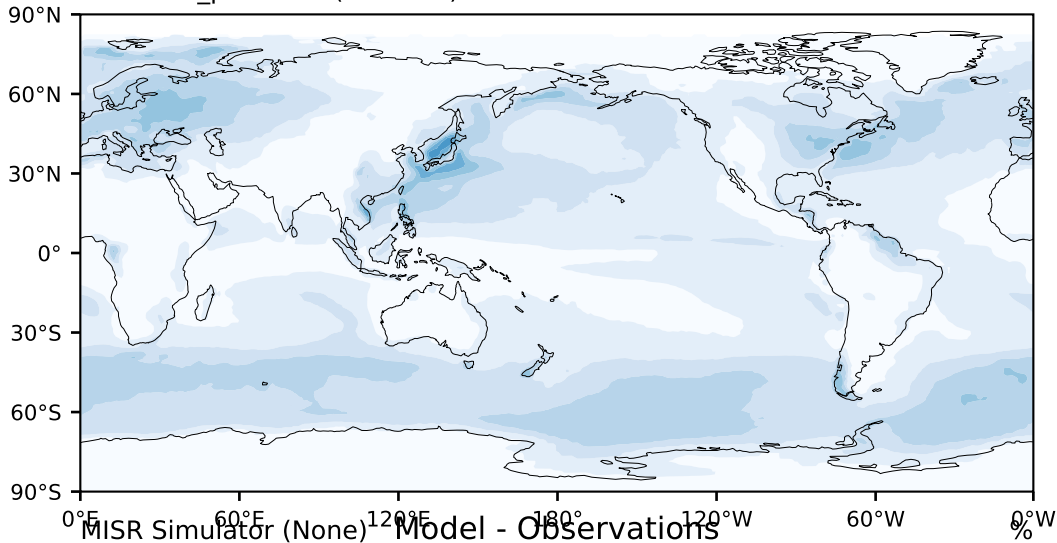 90°N
60°N
30°N
0°
30°S
60°S
90°S
0°E 60°E 120°E 180° 120°W 60°W 0°W
MISR Simulator (None) Model - Observations %